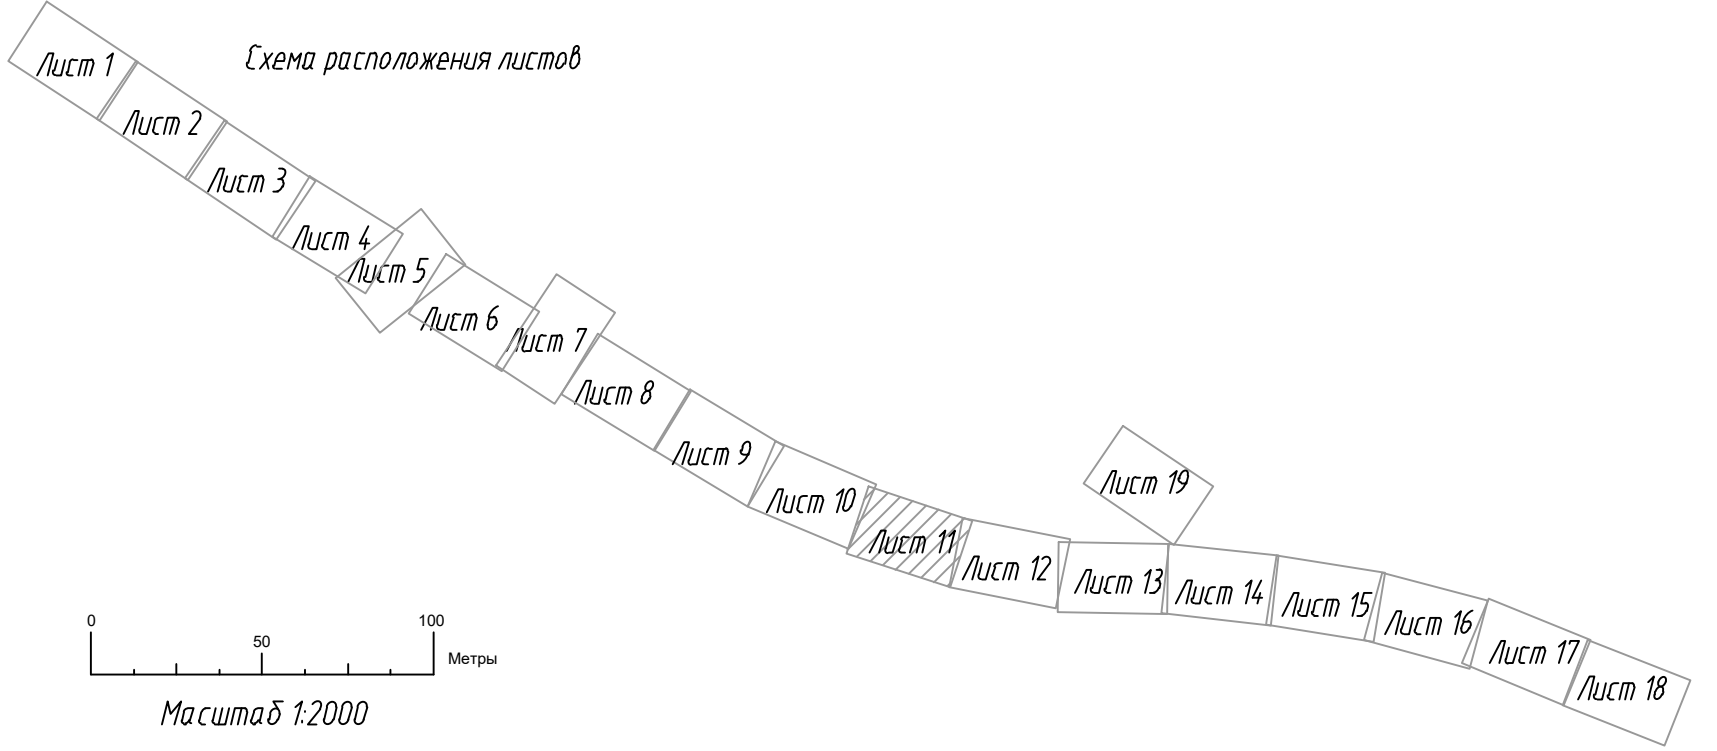 Схема расположения листов
Лист 1
Лист 2
Лист 3
Лист 4
Лист 5
Лист 6
Лист 7
Лист 8
Лист 9
Лист 10
Лист 11
Лист 12
Лист 13
Лист 14
Лист 15
Лист 16
Лист 17
Лист 18
Лист 19
0
50
100
Метры
Масштаб 1:2000